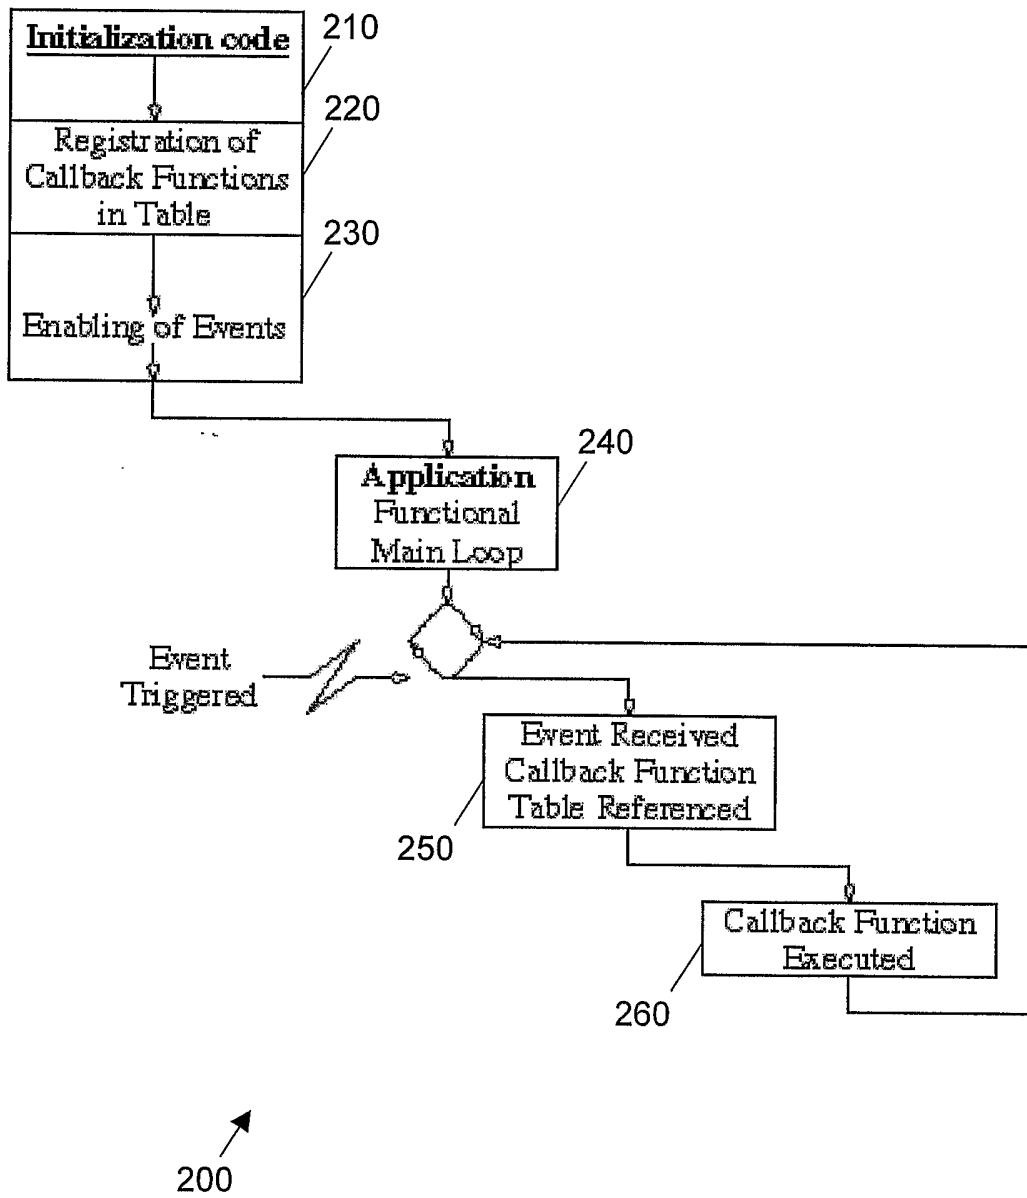 Initialization code
210
220
Registration of
Callback Functions
in Table
230
Enabling of Events
240
Application
Functional
Main Loop
Event
Triggered
Event Received
Callback Function
Table Referenced
250
Callback Function
Executed
260
200